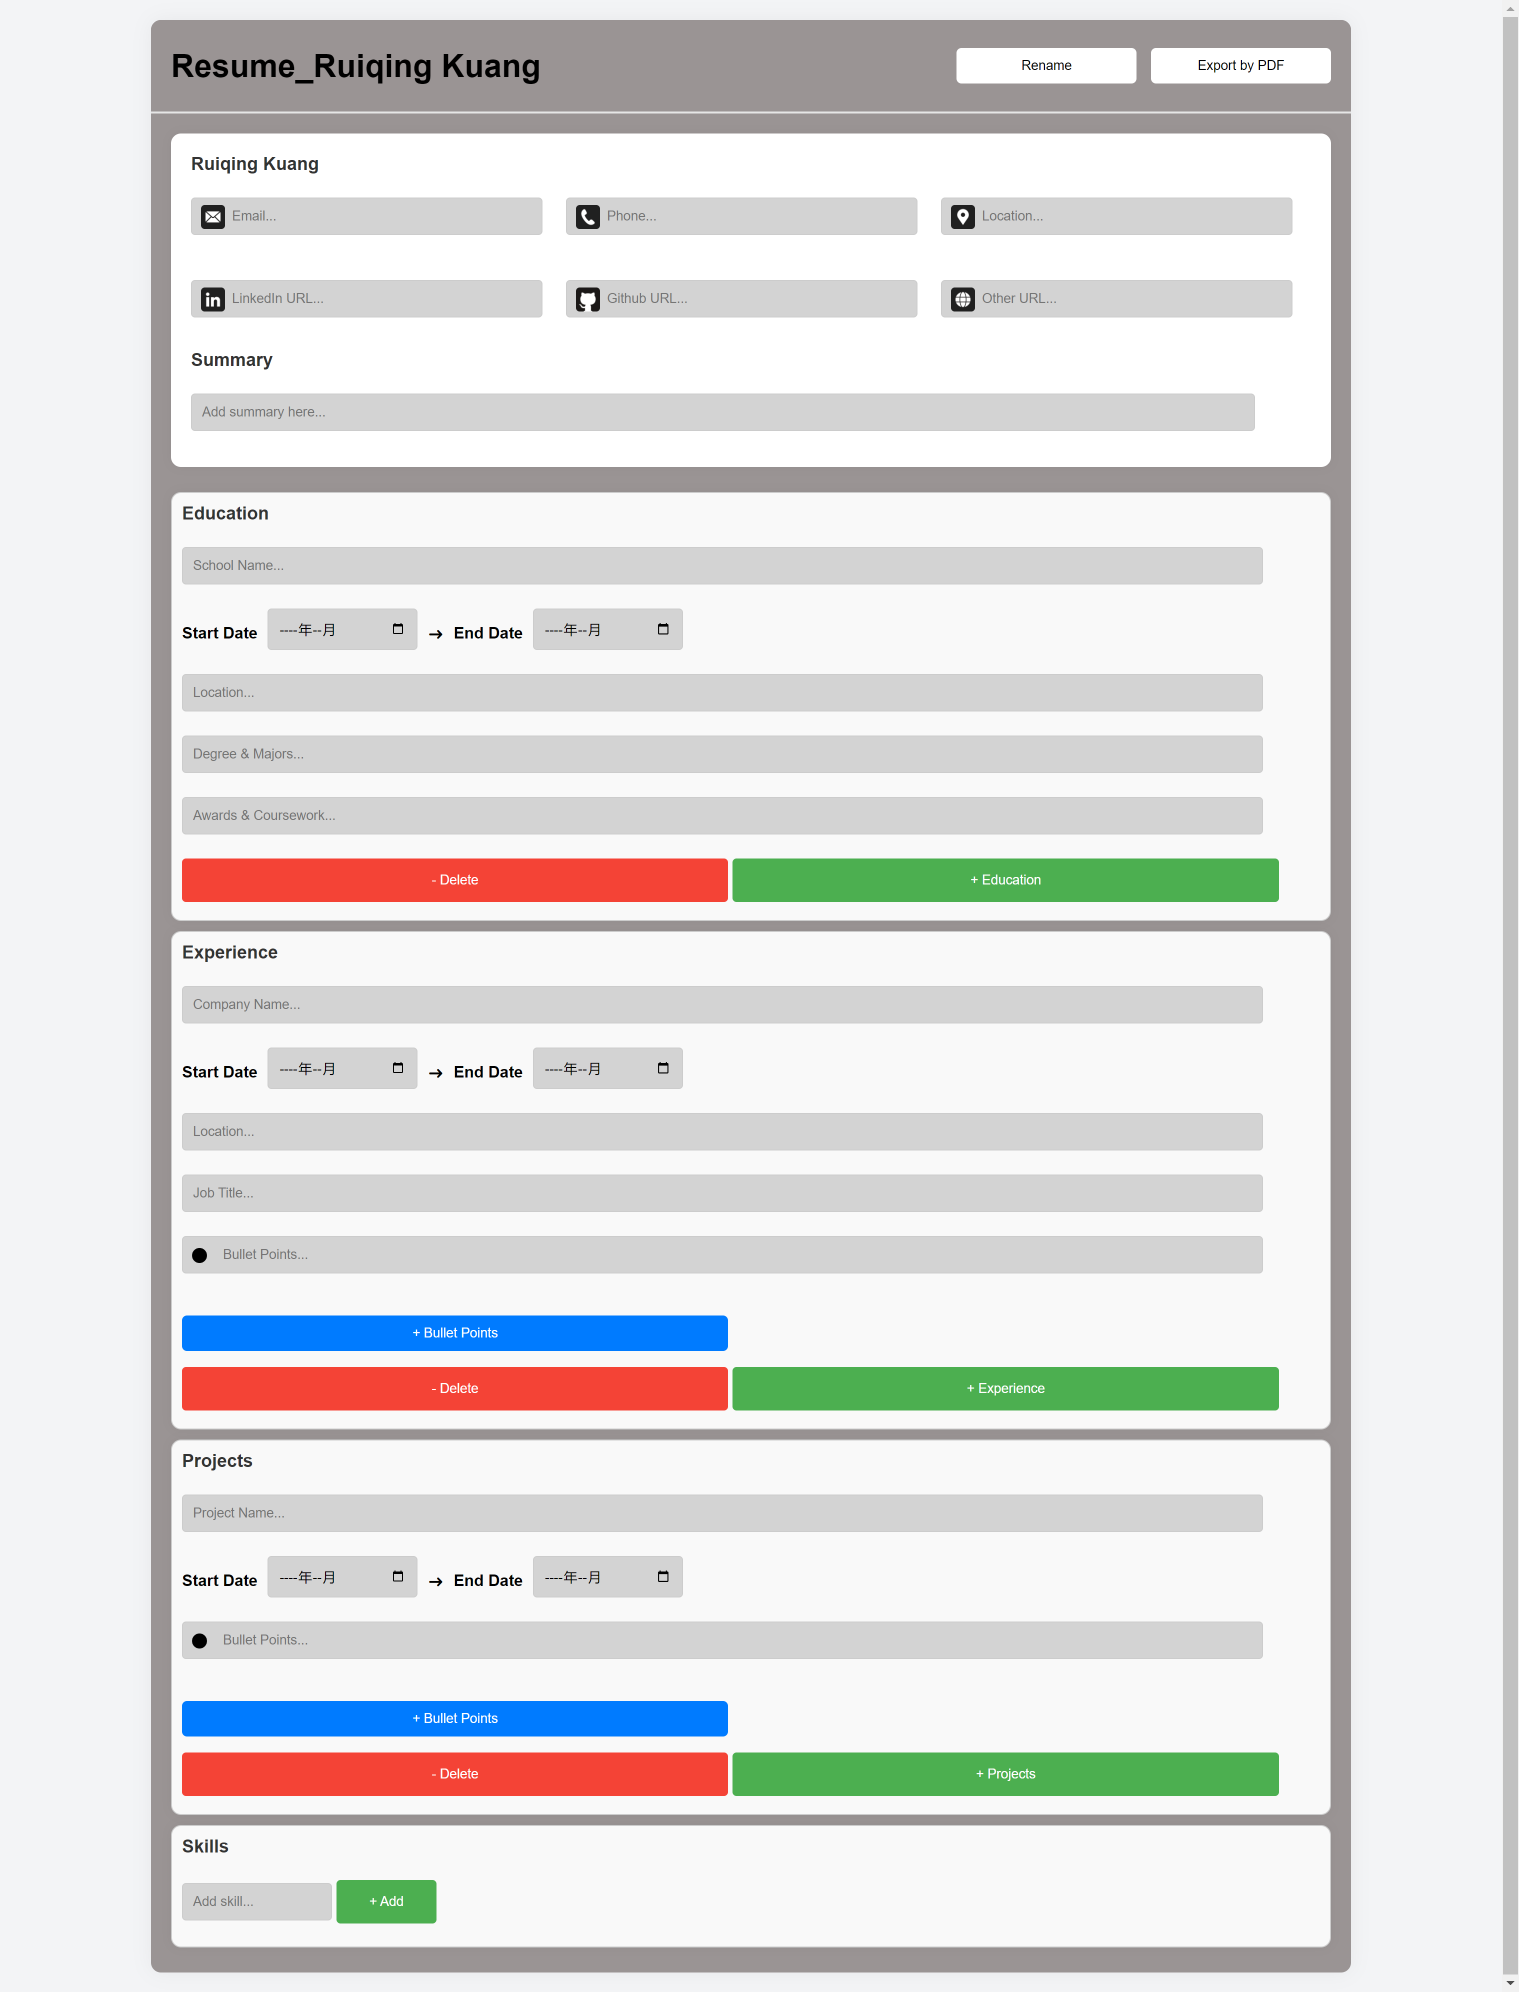 Resume_Ruiqing Kuang
Rename
Export by PDF
Ruiqing Kuang
Email...
Phone...
Location...
LinkedIn URL...
Github URL...
Other URL...
Summary
Add summary here...
Education
School Name...
Start Date ----年--月 → End Date ----年--月
Location...
Degree & Majors...
Awards & Coursework...
- Delete
+ Education
Experience
Company Name...
Start Date ----年--月 → End Date ----年--月
Location...
Job Title...
Bullet Points...
+ Bullet Points
- Delete
+ Experience
Projects
Project Name...
Start Date ----年--月 → End Date ----年--月
Bullet Points...
+ Bullet Points
- Delete
+ Projects
Skills
Add skill...
+ Add